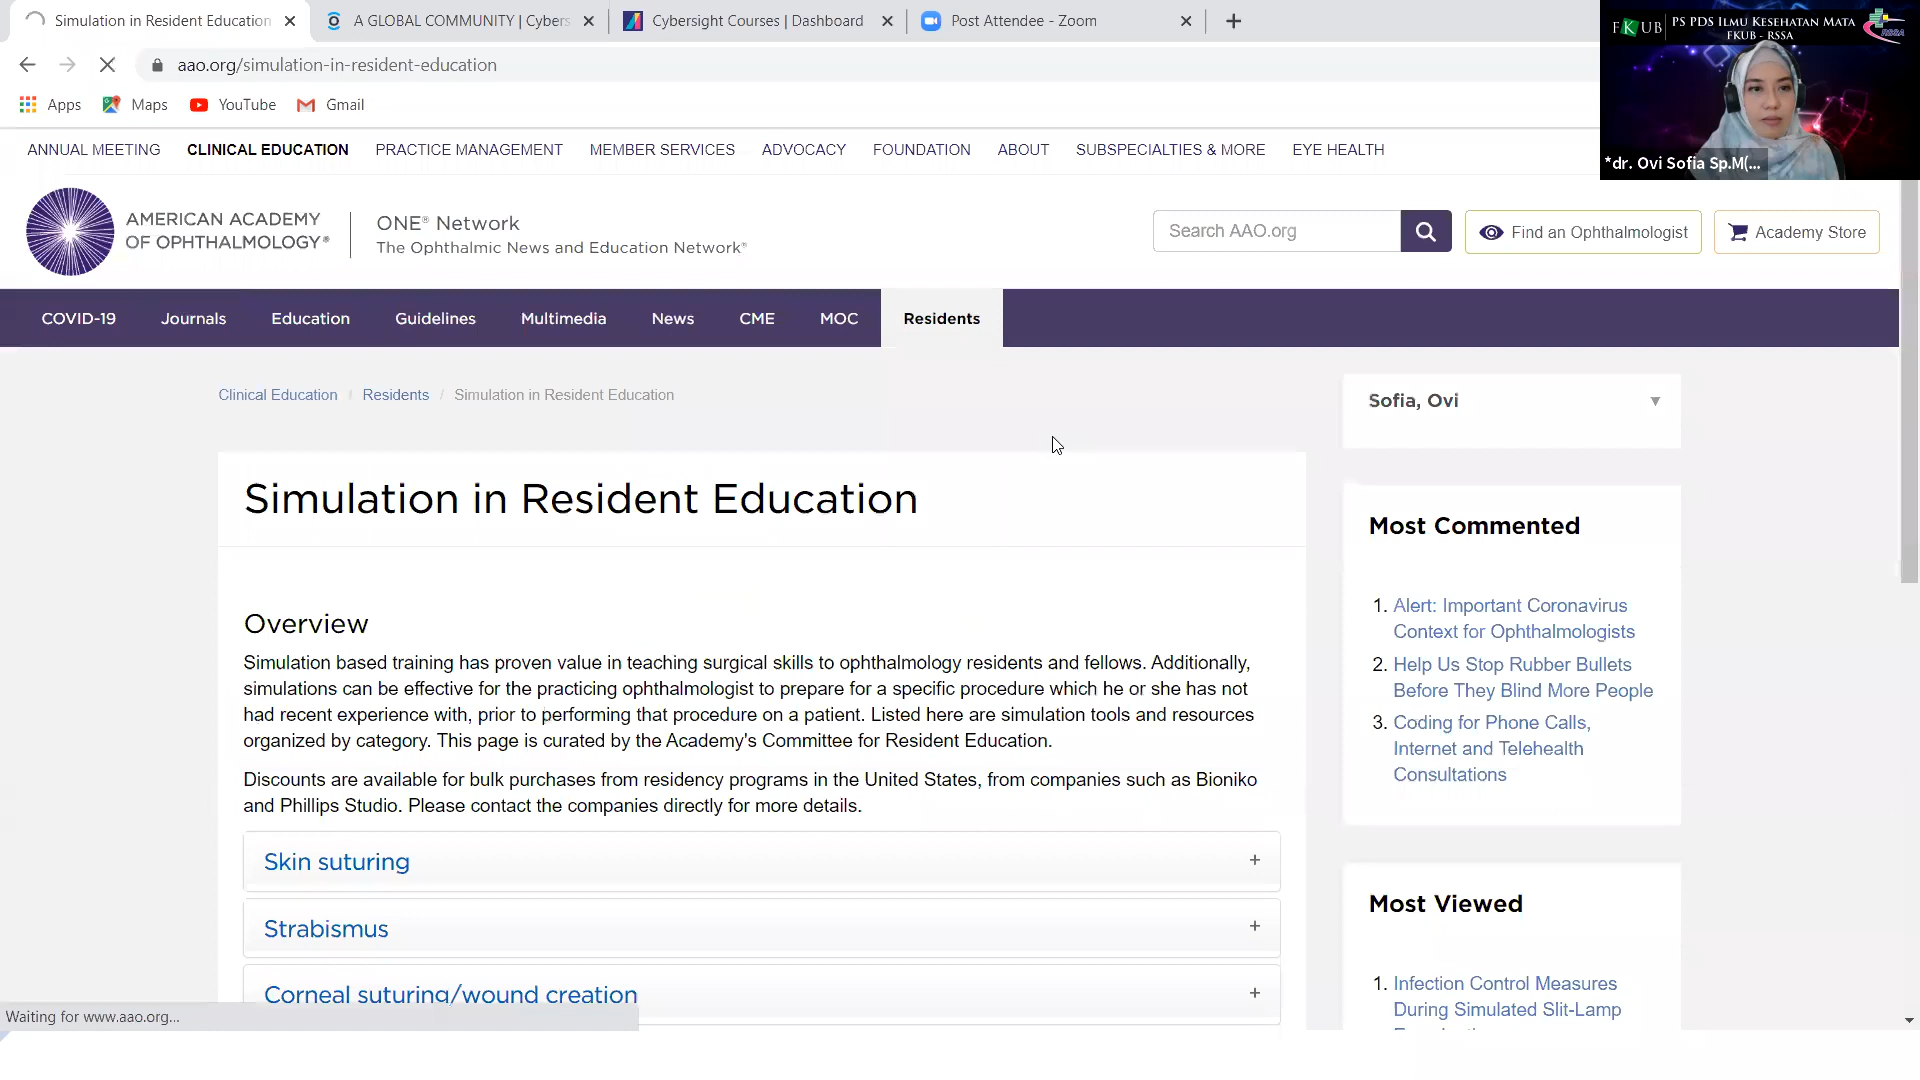 Simulation in Resident Education
A GLOBAL COMMUNITY | Cybers
Cybersight Courses | Dashboard
Post Attendee - Zoom
aao.org/simulation-in-resident-education
Apps
Maps
YouTube
Gmail
FKUB
PS PDS ILMU KESEHATAN MATA
FKUB - RSSA
RSSA
*dr. Ovi Sofia Sp.M(...
ANNUAL MEETING
CLINICAL EDUCATION
PRACTICE MANAGEMENT
MEMBER SERVICES
ADVOCACY
FOUNDATION
ABOUT
SUBSPECIALTIES & MORE
EYE HEALTH
AMERICAN ACADEMY
OF OPHTHALMOLOGY®
ONE® Network
The Ophthalmic News and Education Network®
Search AAO.org
Find an Ophthalmologist
Academy Store
COVID-19
Journals
Education
Guidelines
Multimedia
News
CME
MOC
Residents
Clinical Education / Residents / Simulation in Resident Education
Simulation in Resident Education
Overview
Simulation based training has proven value in teaching surgical skills to ophthalmology residents and fellows. Additionally,
simulations can be effective for the practicing ophthalmologist to prepare for a specific procedure which he or she has not
had recent experience with, prior to performing that procedure on a patient. Listed here are simulation tools and resources
organized by category. This page is curated by the Academy's Committee for Resident Education.
Discounts are available for bulk purchases from residency programs in the United States, from companies such as Bioniko
and Phillips Studio. Please contact the companies directly for more details.
Skin suturing +
Strabismus +
Corneal suturing/wound creation +
Sofia, Ovi
Most Commented
1. Alert: Important Coronavirus
Context for Ophthalmologists
2. Help Us Stop Rubber Bullets
Before They Blind More People
3. Coding for Phone Calls,
Internet and Telehealth
Consultations
Most Viewed
1. Infection Control Measures
During Simulated Slit-Lamp
Waiting for www.aao.org...